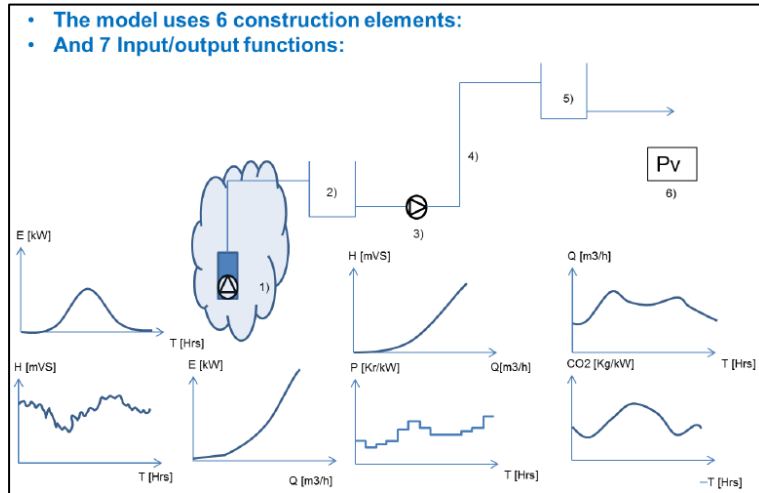 • The model uses 6 construction elements:
• And 7 Input/output functions:
5)
4)
2)
Pv
6)
3)
1)
E [kW]
T [Hrs]
H [mVS]
Q[m3/h]
Q [m3/h]
T [Hrs]
H [mVS]
T [Hrs]
E [kW]
Q [m3/h]
P [Kr/kW]
T [Hrs]
CO2 [Kg/kW]
–T [Hrs]